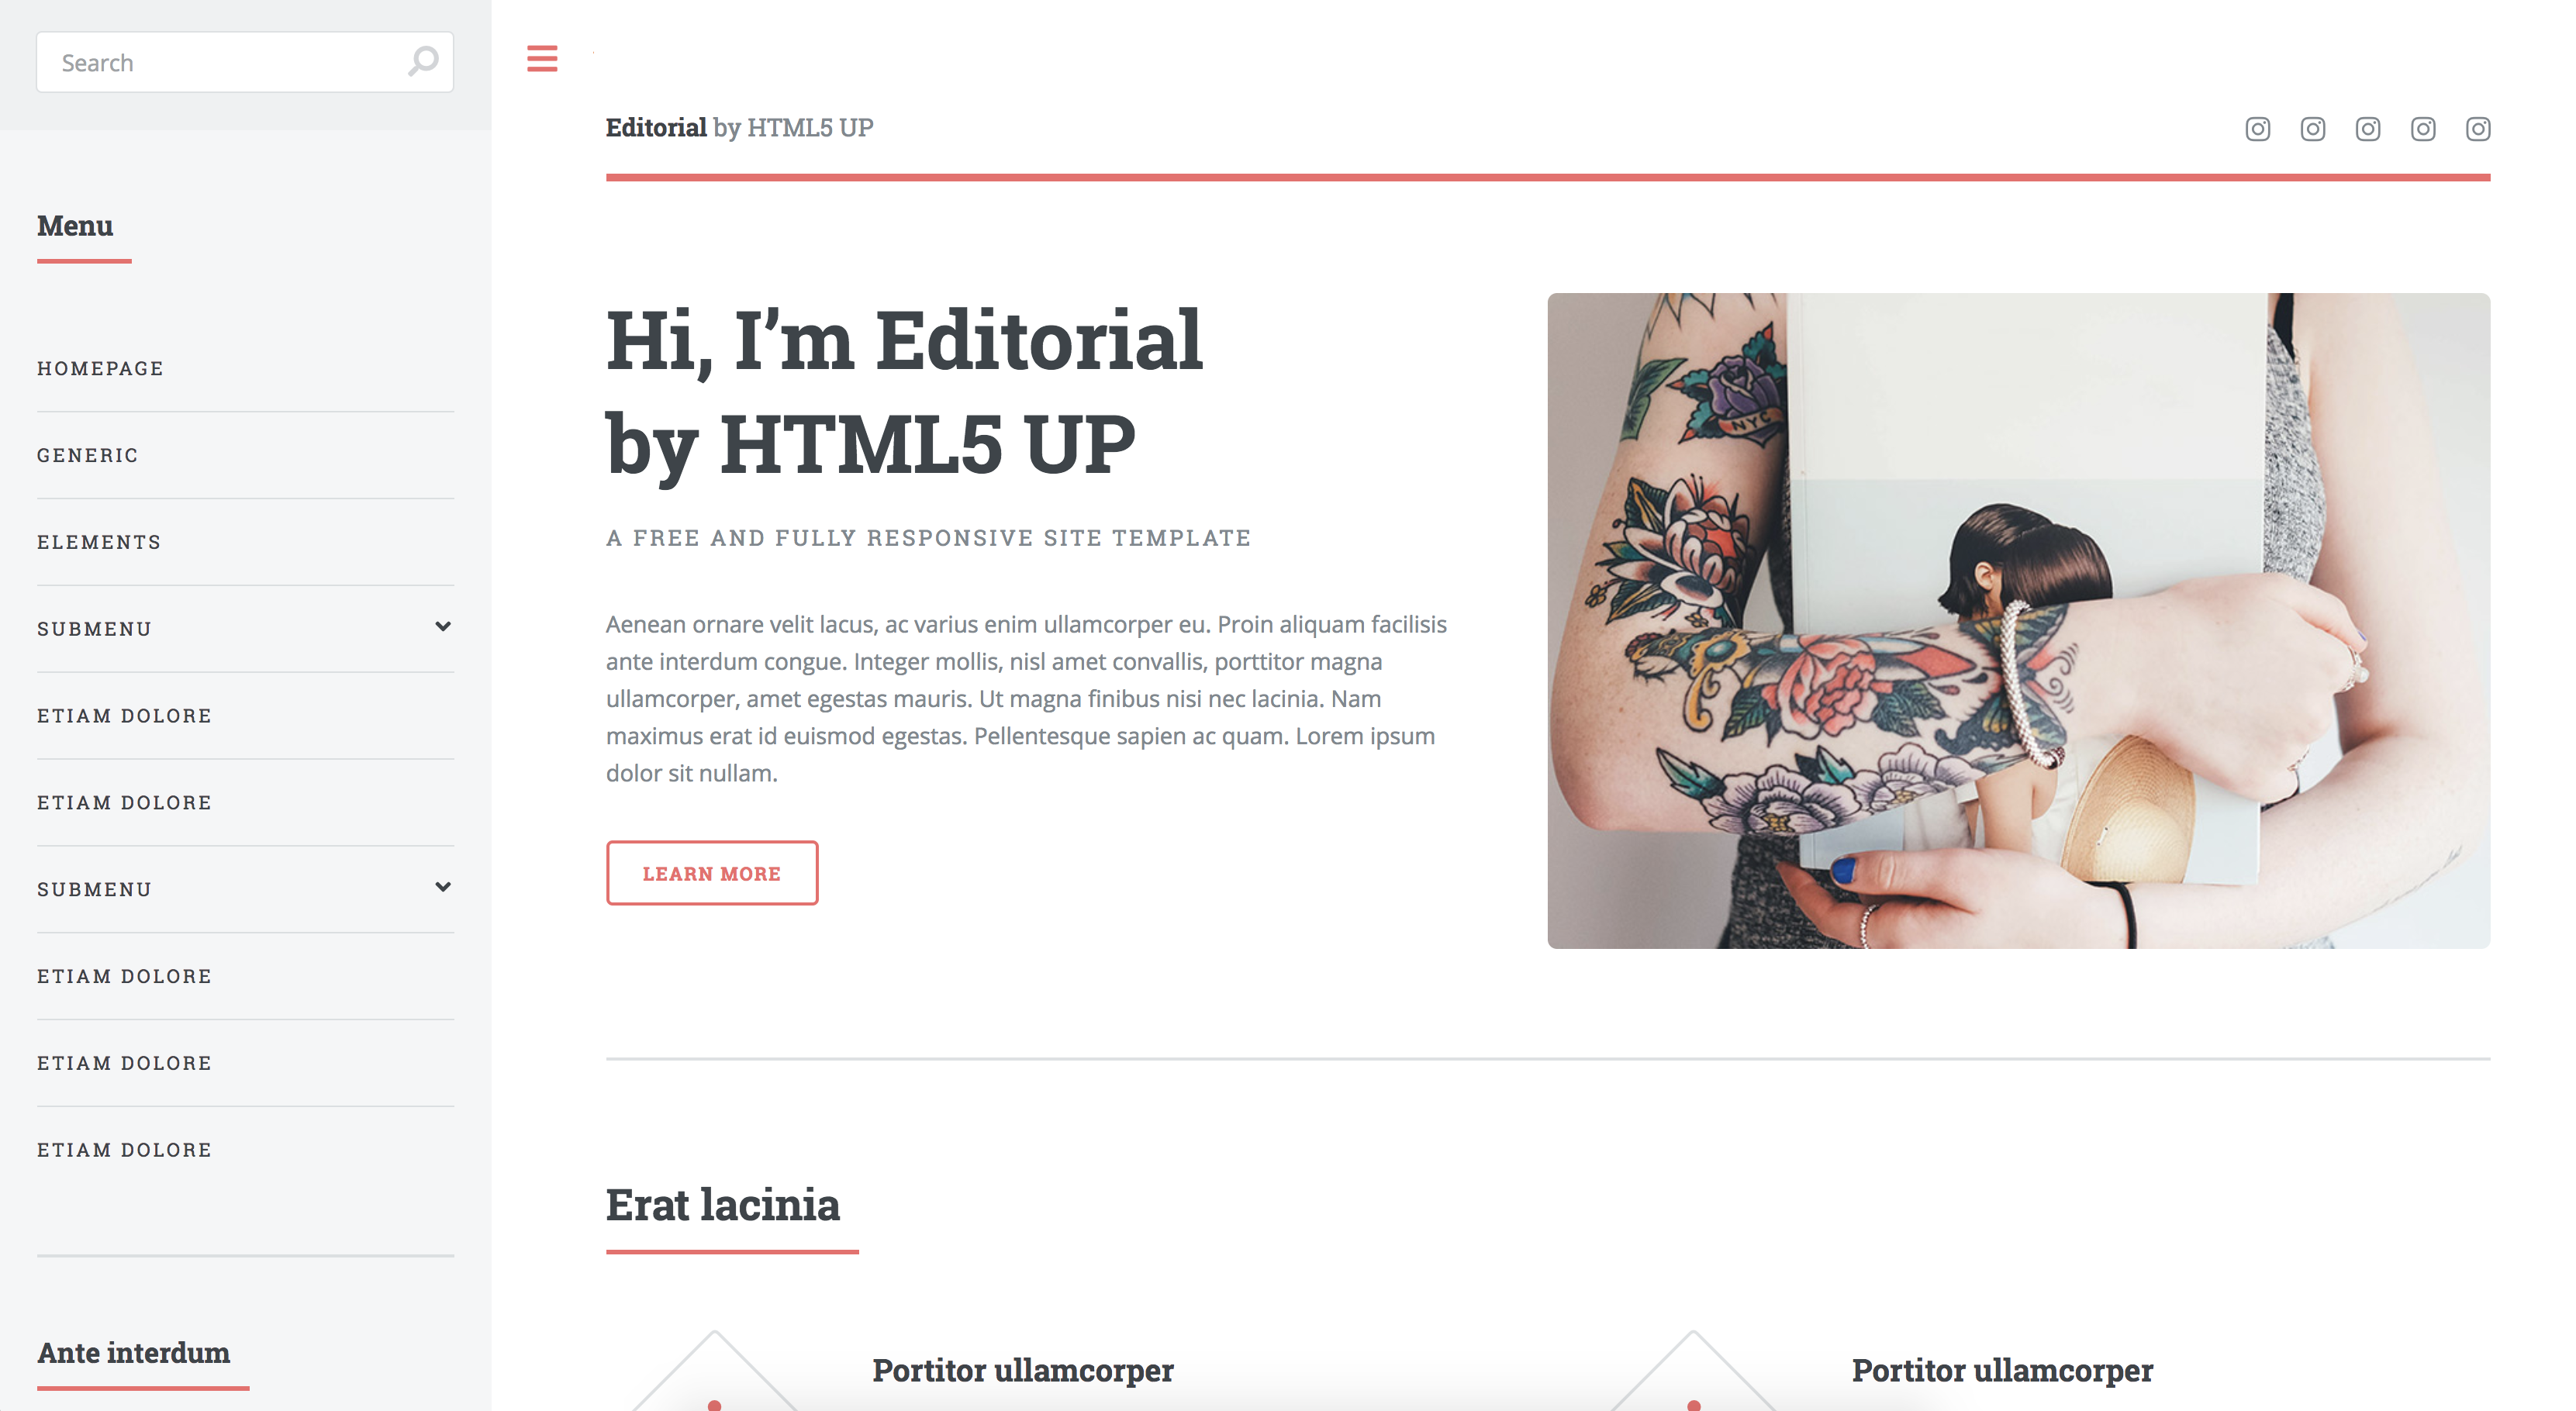 Search
Menu
HOMEPAGE
GENERIC
ELEMENTS
SUBMENU
ETIAM DOLORE
ETIAM DOLORE
SUBMENU
ETIAM DOLORE
ETIAM DOLORE
ETIAM DOLORE
Ante interdum
Editorial by HTML5 UP
Hi, I’m Editorial
by HTML5 UP
A FREE AND FULLY RESPONSIVE SITE TEMPLATE
Aenean ornare velit lacus, ac varius enim ullamcorper eu. Proin aliquam facilisis
ante interdum congue. Integer mollis, nisl amet convallis, porttitor magna
ullamcorper, amet egestas mauris. Ut magna finibus nisi nec lacinia. Nam
maximus erat id euismod egestas. Pellentesque sapien ac quam. Lorem ipsum
dolor sit nullam.
LEARN MORE
NYC
Erat lacinia
Portitor ullamcorper
Portitor ullamcorper